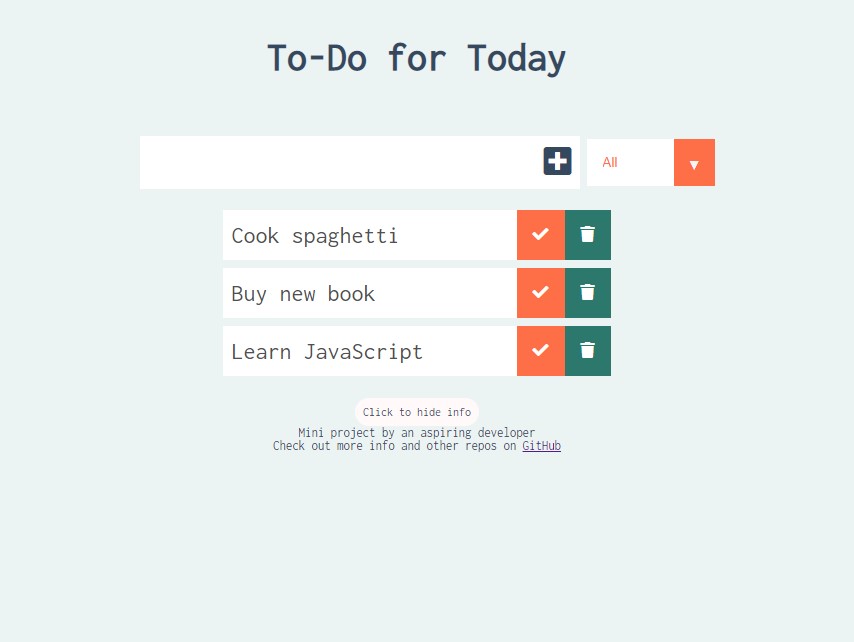 To-Do for Today
All ▼
Cook spaghetti
Buy new book
Learn JavaScript
Click to hide info
Mini project by an aspiring developer
Check out more info and other repos on GitHub